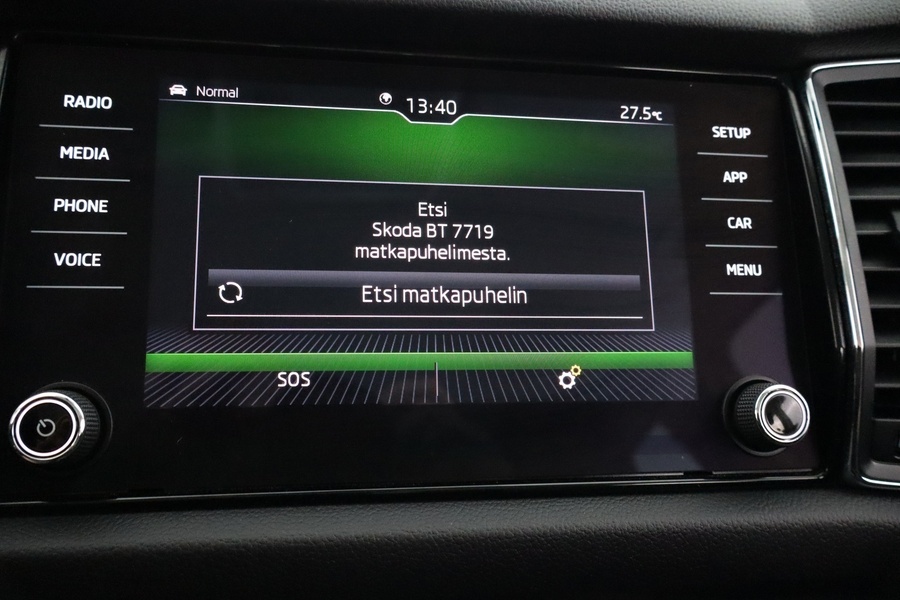 RADIO
MEDIA
PHONE
VOICE
Normal
13:40
27.5°C
Etsi
Skoda BT 7719
matkapuhelimesta.
Etsi matkapuhelin
SOS
SETUP
APP
CAR
MENU